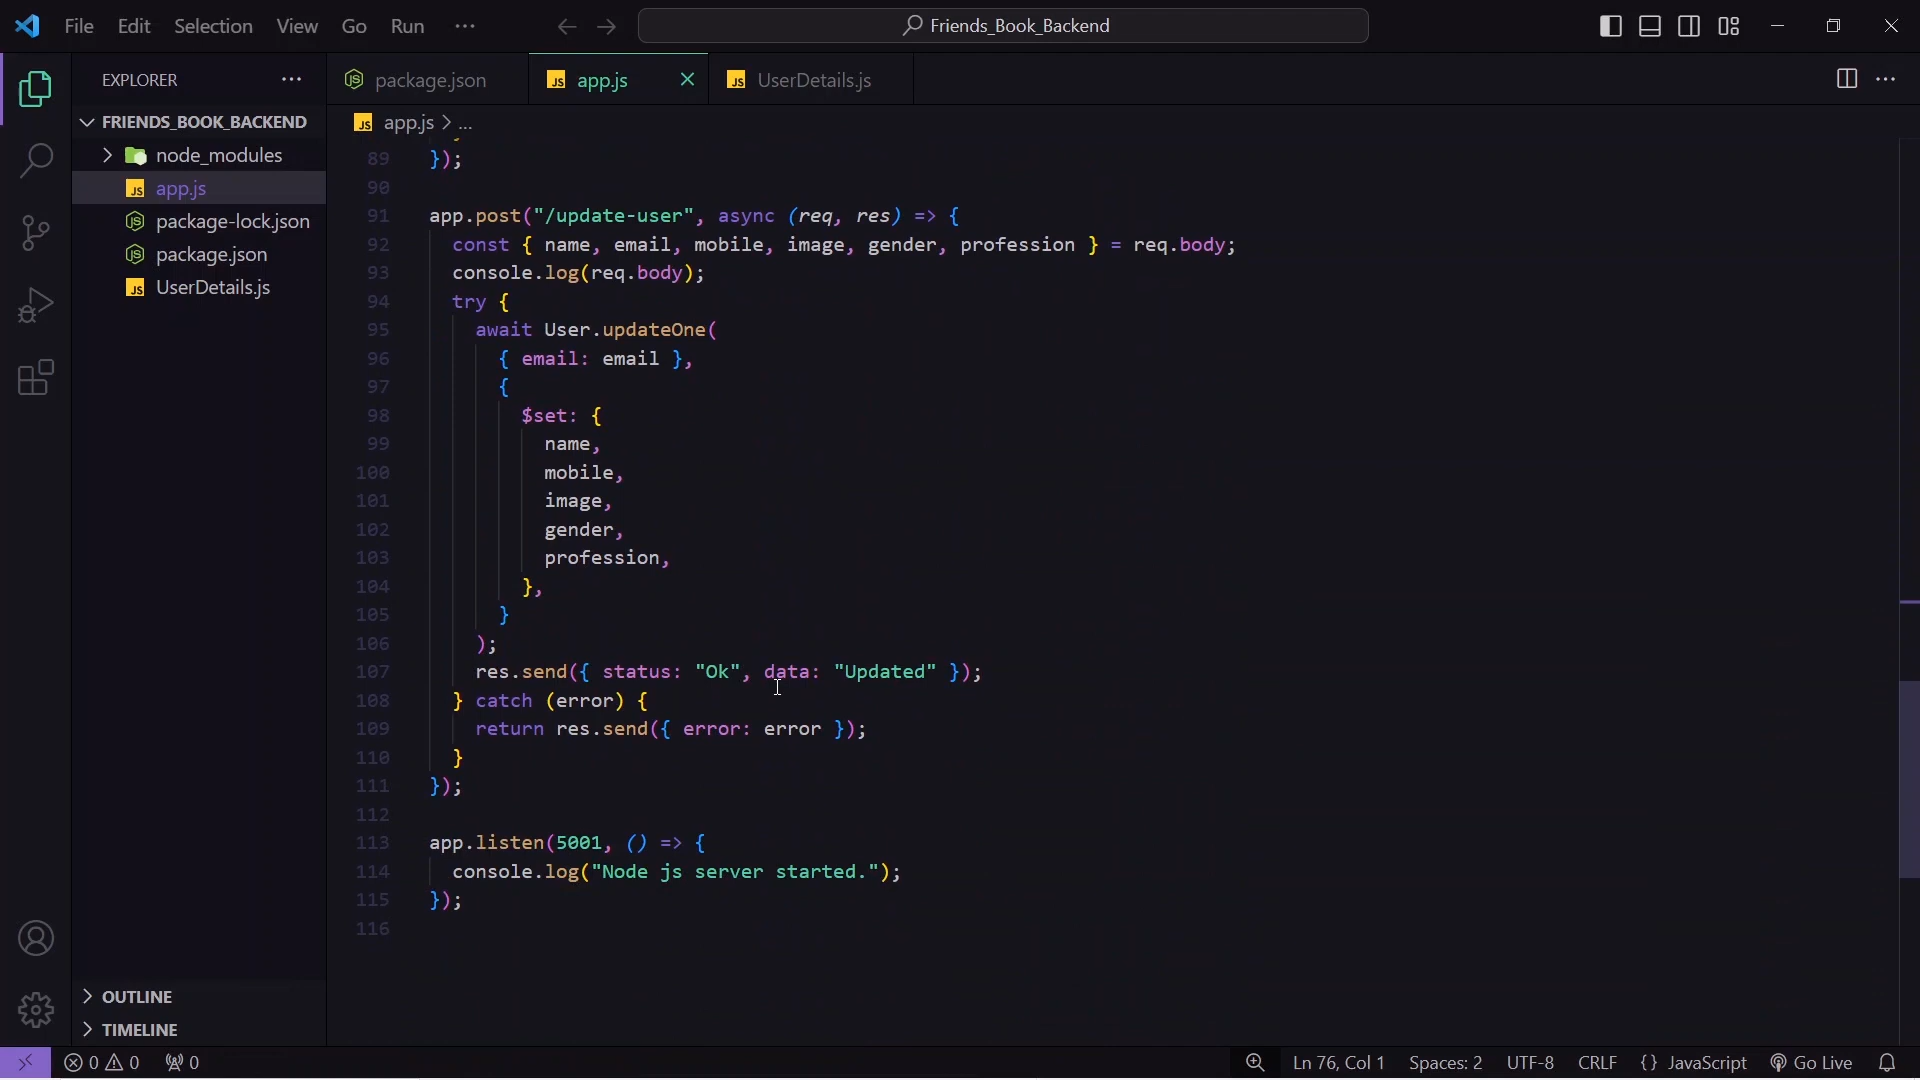 File Edit Selection View Go Run ··· Friends_Book_Backend
EXPLORER ···
FRIENDS_BOOK_BACKEND
node_modules
JS app.js
package-lock.json
package.json
JS UserDetails.js
OUTLINE
TIMELINE
package.json JS app.js JS UserDetails.js ···
JS app.js > ...
89 });
90
91 app.post("/update-user", async (req, res) => {
92 const { name, email, mobile, image, gender, profession } = req.body;
93 console.log(req.body);
94 try {
95 await User.updateOne(
96 { email: email },
97 {
98 $set: {
99 name,
100 mobile,
101 image,
102 gender,
103 profession,
104 },
105 }
106 );
107 res.send({ status: "Ok", data: "Updated" });
108 } catch (error) {
109 return res.send({ error: error });
110 }
111 });
112
113 app.listen(5001, () => {
114 console.log("Node js server started.");
115 });
116
0 0 0 Ln 76, Col 1 Spaces: 2 UTF-8 CRLF {} JavaScript Go Live